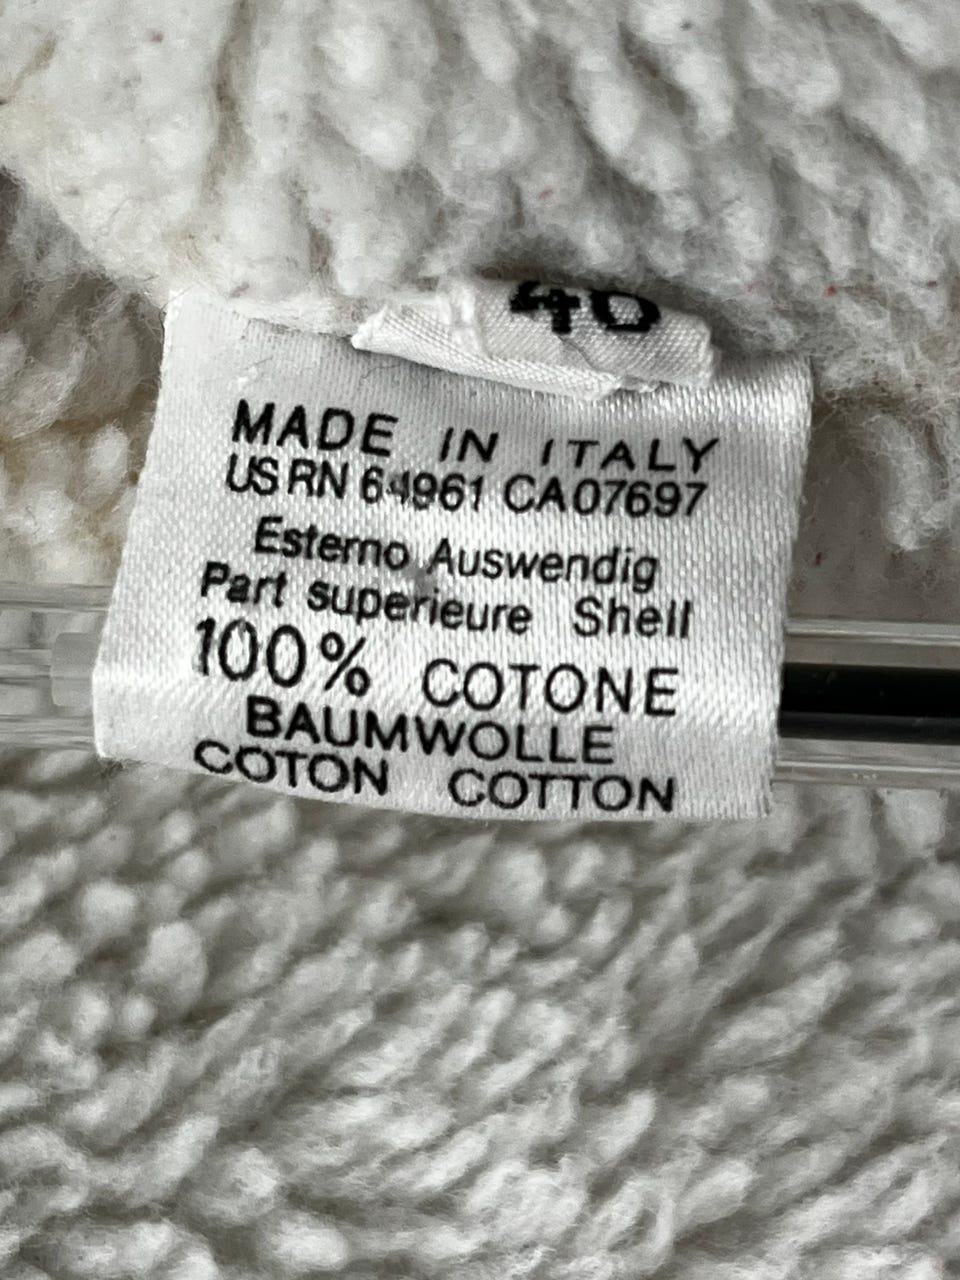 40
MADE IN ITALY
US RN 64961 CA07697
Esterno Auswendig
Part superieure Shell
100% COTONE
BAUMWOLLE
COTON COTTON